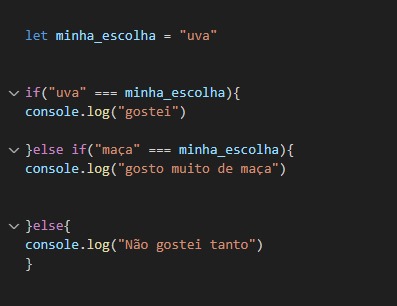 let minha_escolha = "uva"
if("uva" === minha_escolha){
console.log("gostei")
}else if("maça" === minha_escolha){
console.log("gosto muito de maça")
}else{
console.log("Não gostei tanto")
}